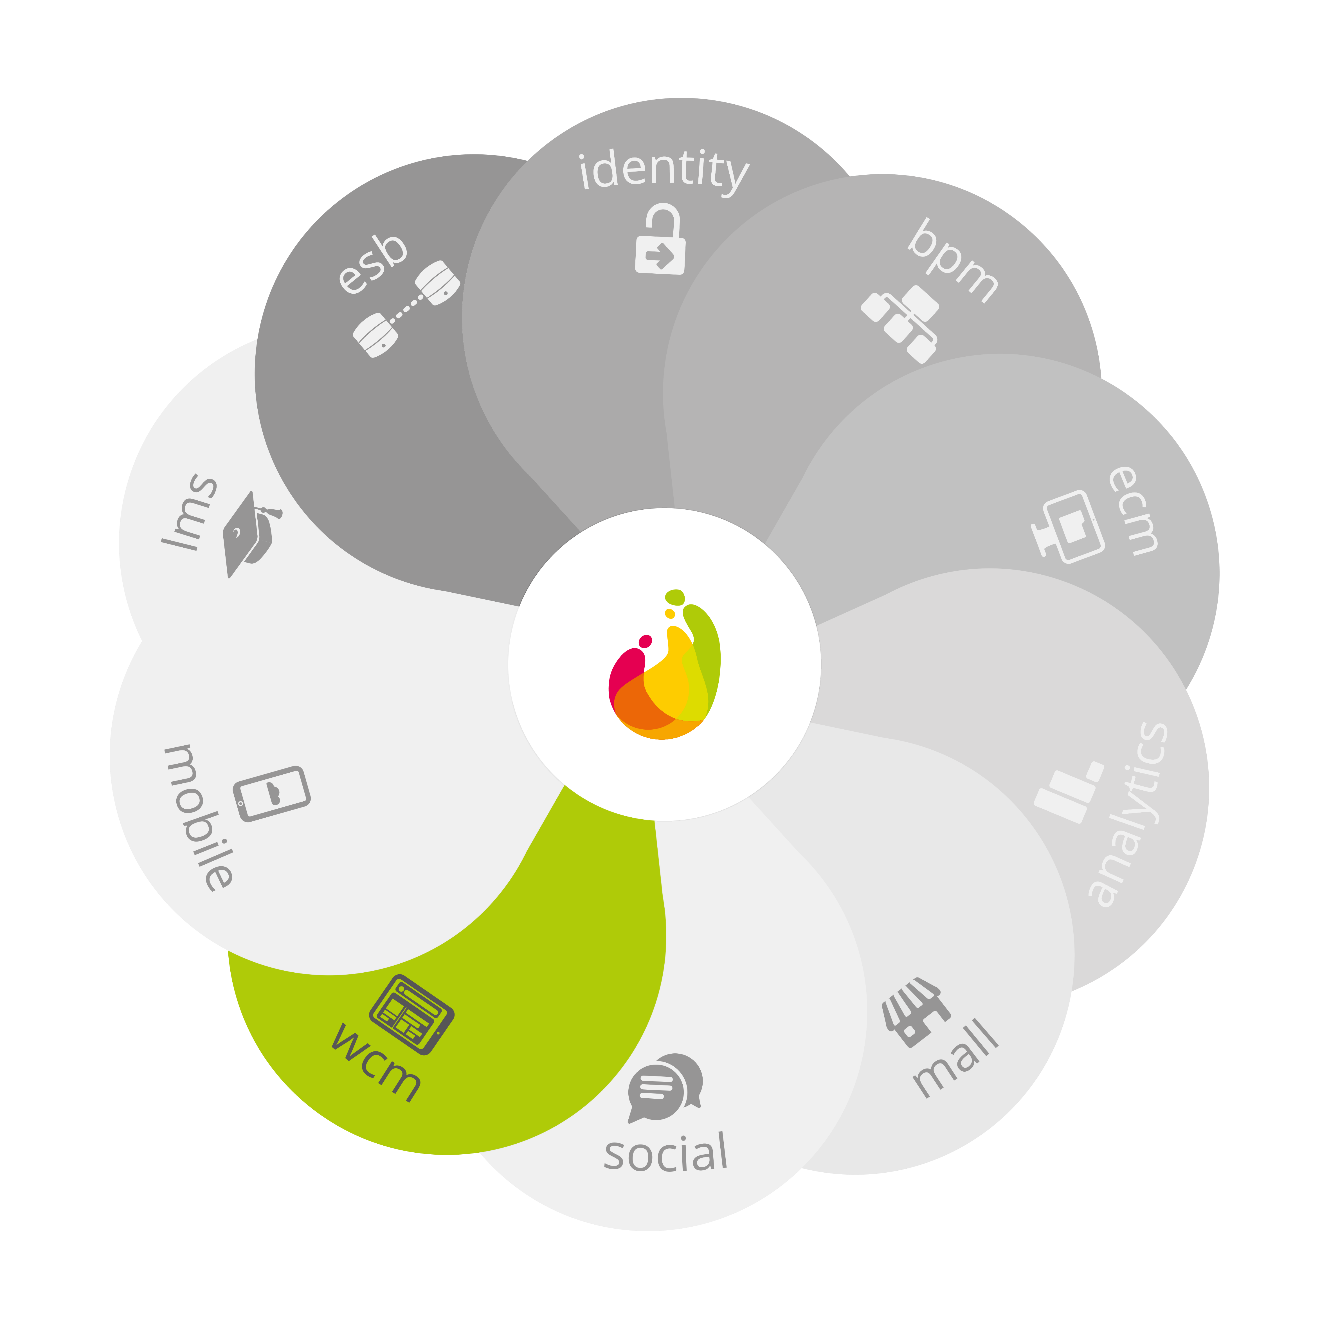 identity
bpm
ecm
analytics
mall
social
wcm
mobile
lms
esb